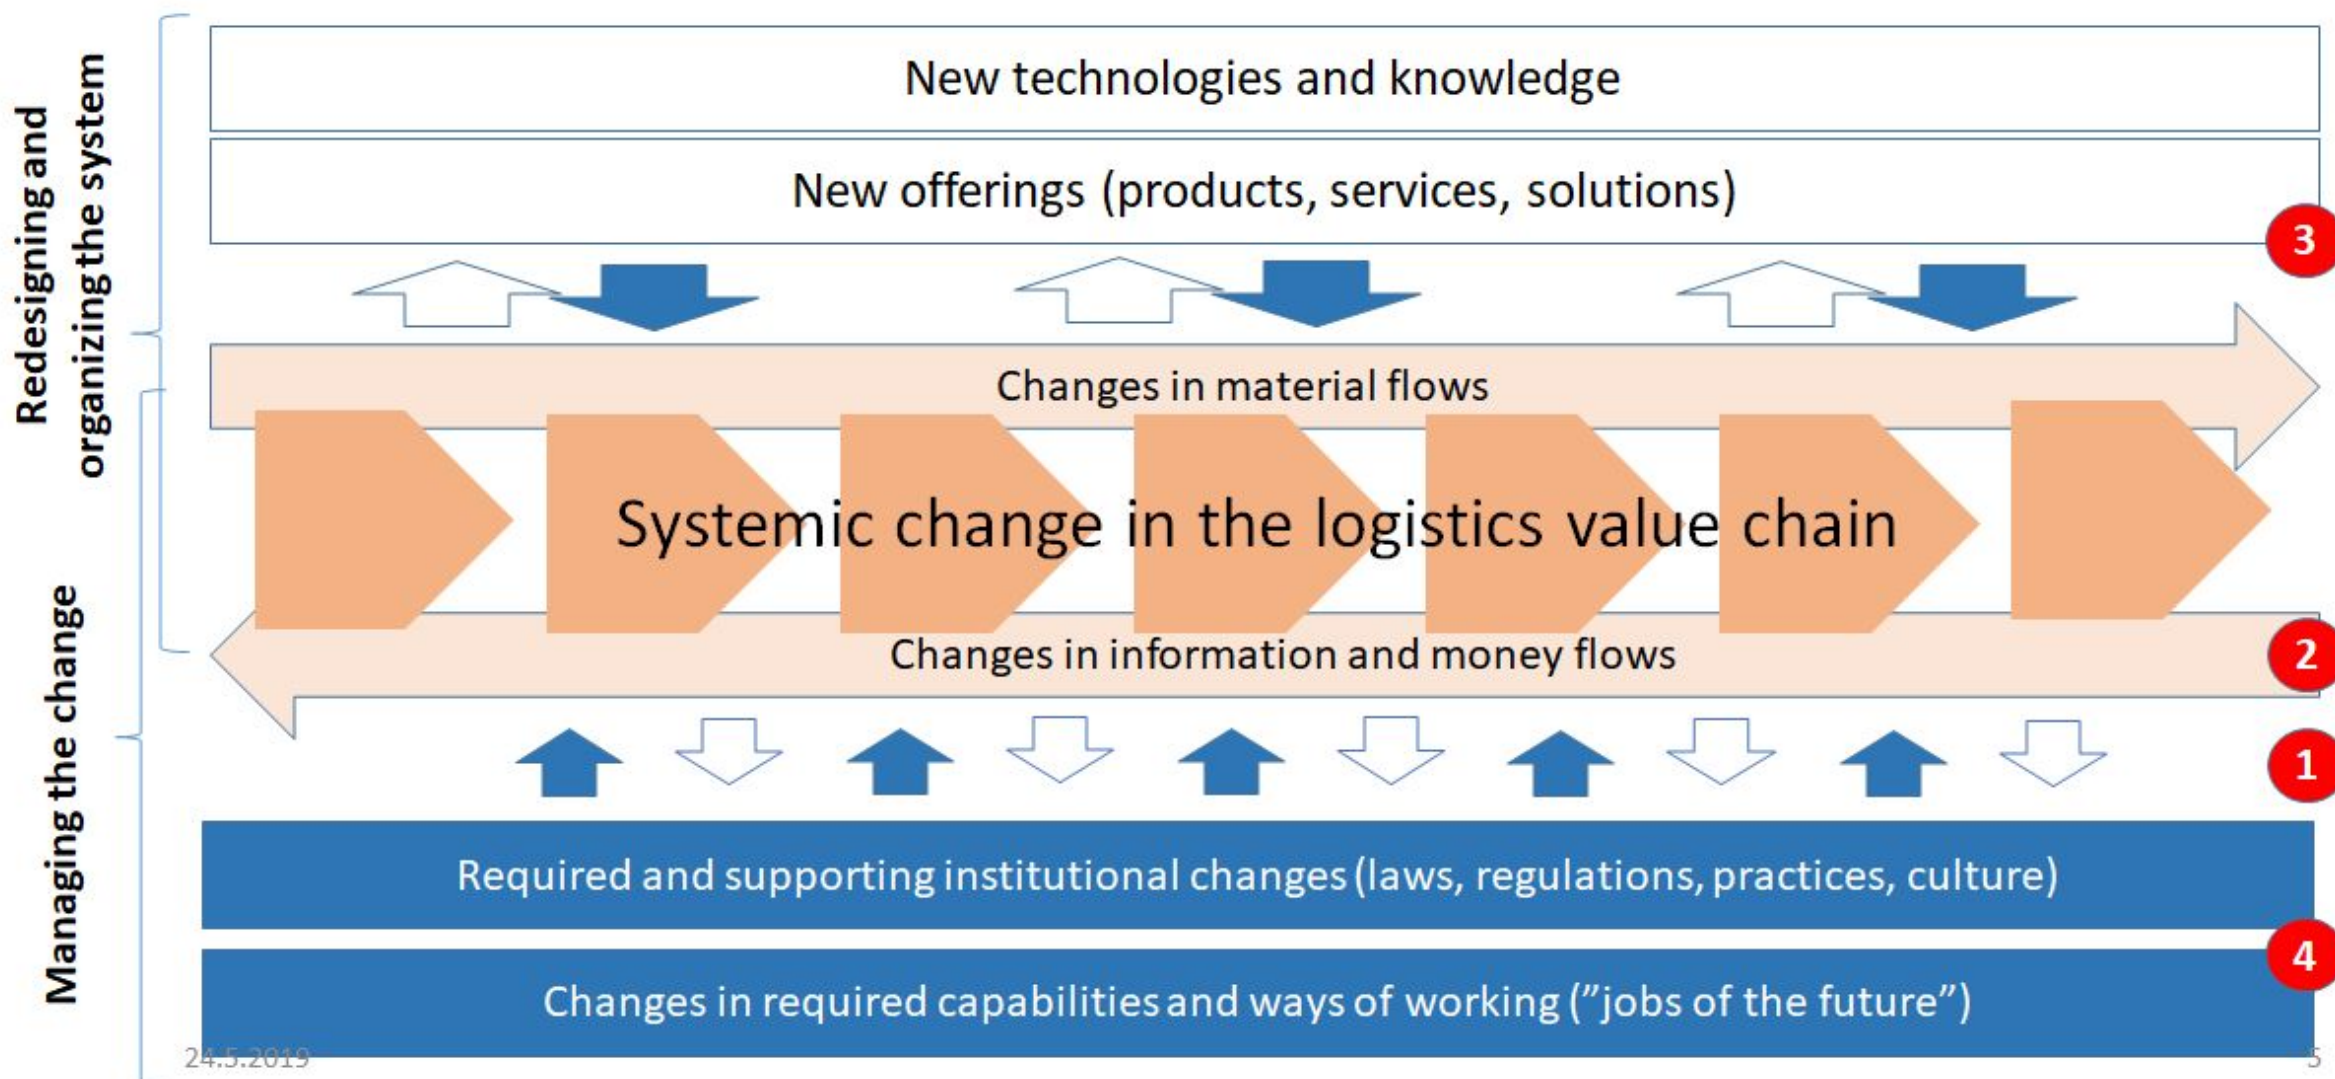 Redesigning and
organizing the system
New technologies and knowledge
New offerings (products, services, solutions)
3
Changes in material flows
Systemic change in the logistics value chain
Changes in information and money flows
2
Managing the change
1
Required and supporting institutional changes (laws, regulations, practices, culture)
4
Changes in required capabilities and ways of working (”jobs of the future”)
24.5.2019
5